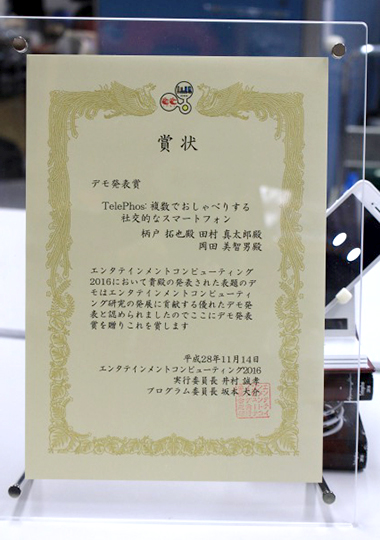 賞状
デモ発表賞
TelePhos: 複数でおしゃべりする
社交的なスマートフォン
柄戸 拓也殿 田村 真太郎殿
岡田 美智男殿
エンタテインメントコンピューティング
2016において貴殿の発表された表題のデ
モはエンタテインメントコンピューティ
ング研究の発展に貢献する優れたデモ発
表と認められましたのでここにデモ発表
賞を贈りこれを賞します
平成28年11月14日
エンタテインメントコンピューティング2016
実行委員長 井村 誠孝
プログラム委員長 坂本 大介